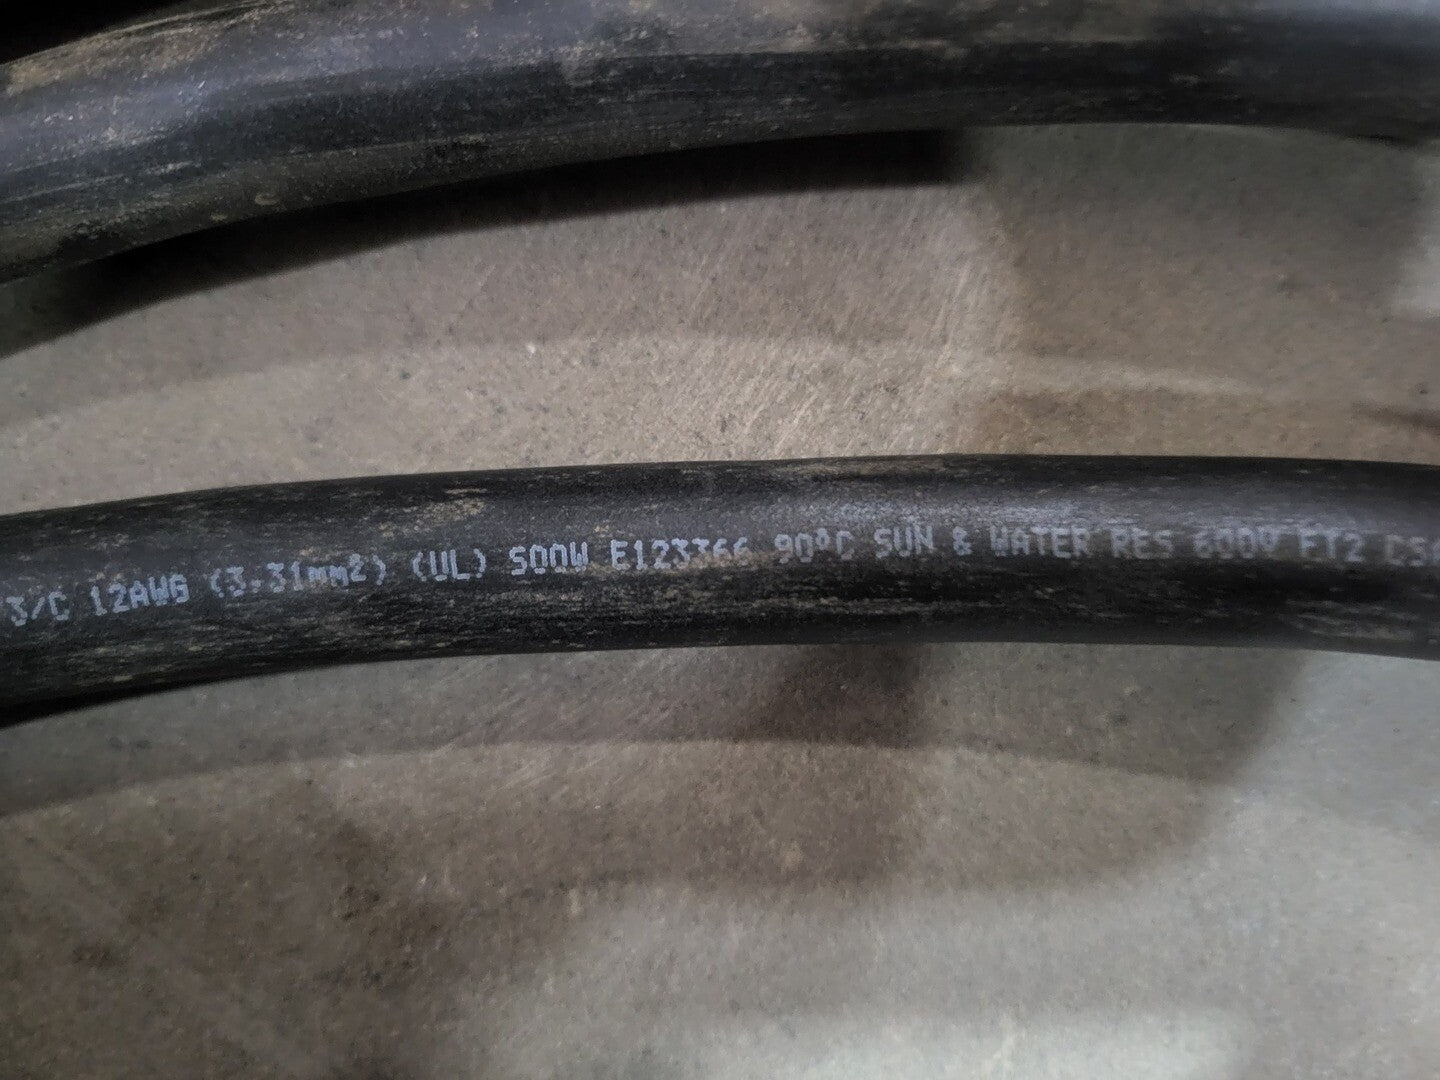 3/C 12AWG (3.31mm²) (UL) SOOW E123366 90°C SUN & WATER RES 600V FT2